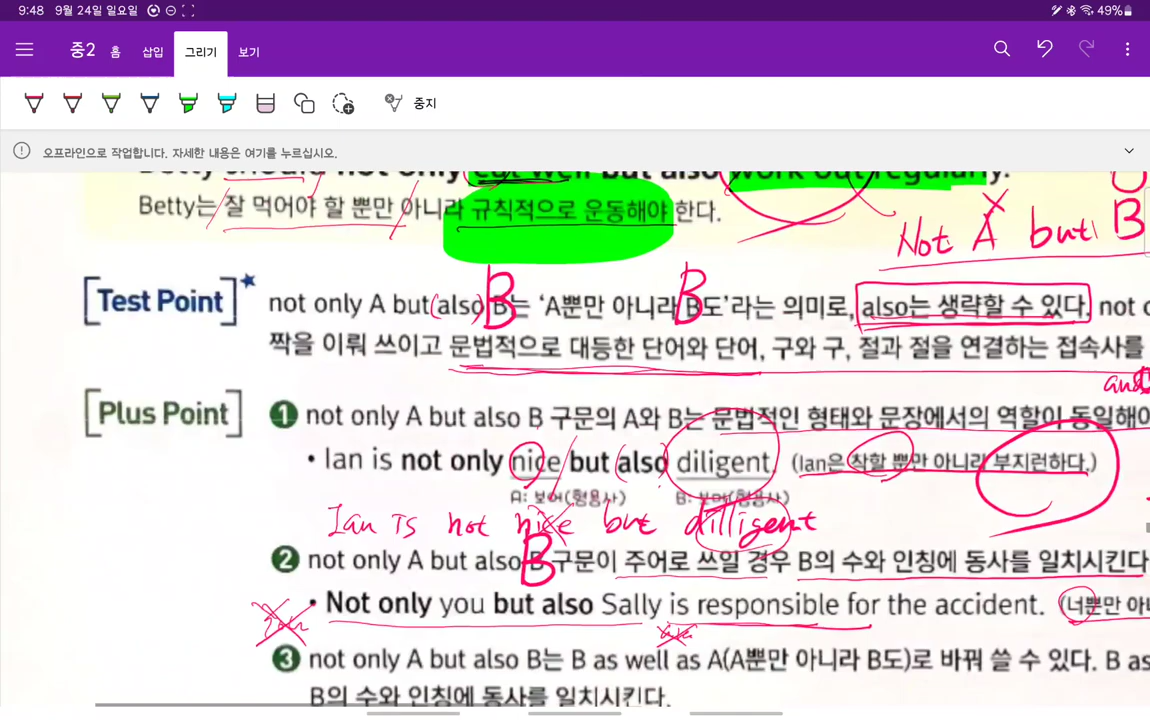 9:48 9월 24일 일요일 49%
중2 홈 삽입 그리기 보기
중지
오프라인으로 작업합니다. 자세한 내용은 여기를 누르십시오.
Betty should not only eat well but also work out regularly.
Betty는 잘 먹어야 할 뿐만 아니라 규칙적으로 운동해야 한다.
Not A but B
[Test Point] not only A but (also) B는 ‘A뿐만 아니라 B도’라는 의미로, also는 생략할 수 있다. not
짝을 이뤄 쓰이고 문법적으로 대등한 단어와 단어, 구와 구, 절과 절을 연결하는 접속사를
and
[Plus Point] 1 not only A but also B 구문의 A와 B는 문법적인 형태와 문장에서의 역할이 동일해야
• Ian is not only nice but (also) diligent. (Ian은 착할 뿐만 아니라 부지런하다.)
A: 보어(형용사) B: 보어(형용사)
Ian is not nice but dilligent
2 not only A but also B 구문이 주어로 쓰일 경우 B의 수와 인칭에 동사를 일치시킨다
• Not only you but also Sally is responsible for the accident. (너뿐만 아
are
3 not only A but also B는 B as well as A(A뿐만 아니라 B도)로 바꿔 쓸 수 있다. B as
B의 수와 인칭에 동사를 일치시킨다.